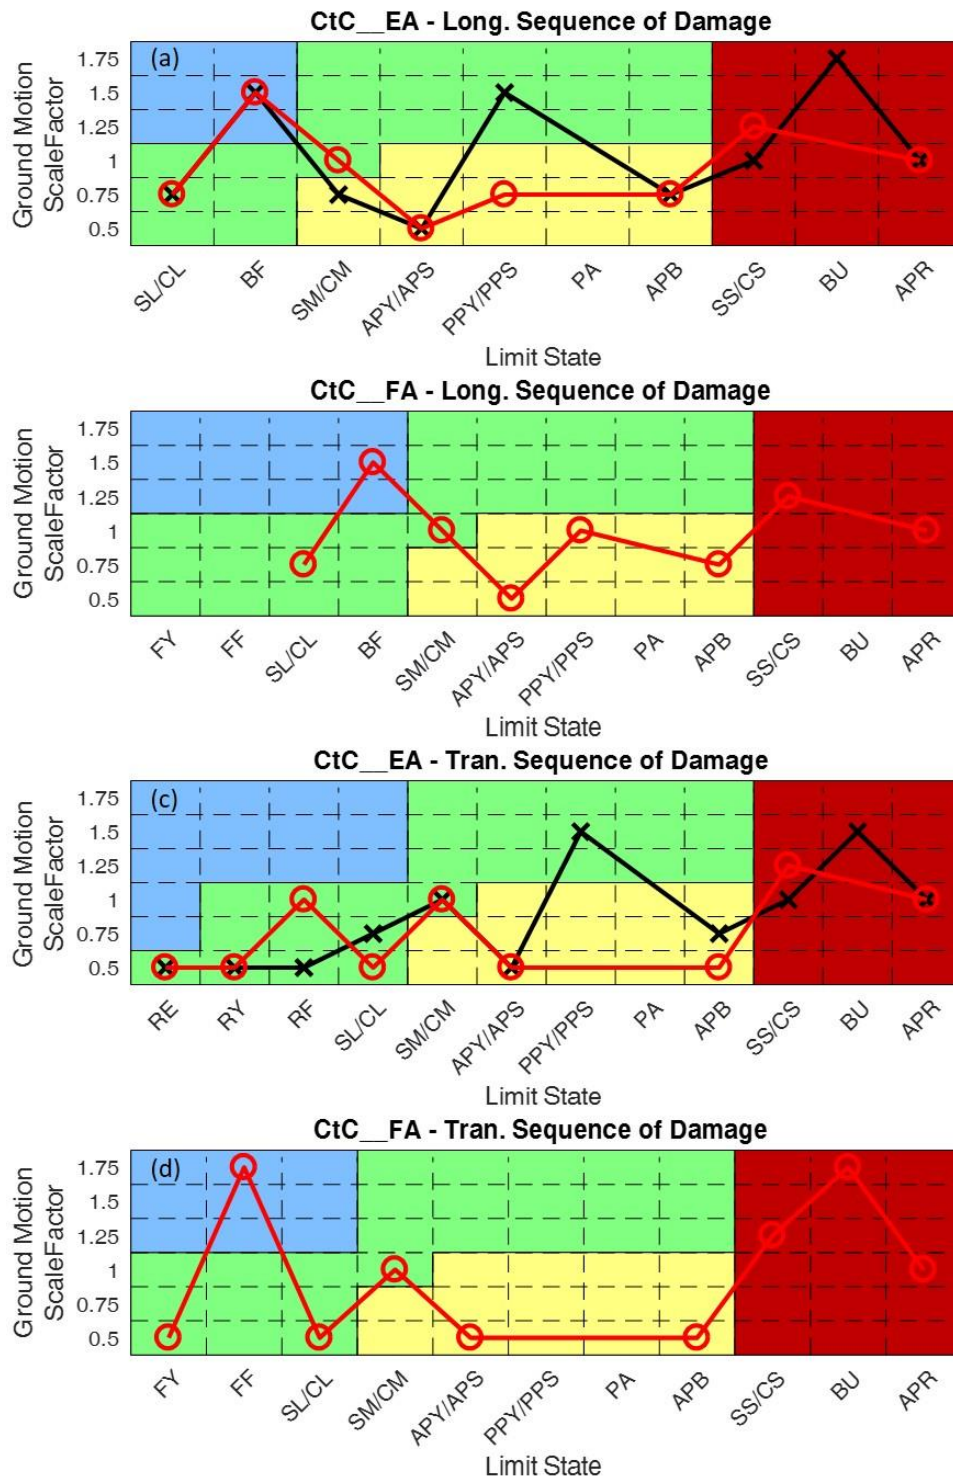 CtC__EA - Long. Sequence of Damage
(a)
Ground Motion
ScaleFactor
1.75
1.5
1.25
1
0.75
0.5
SL/CL
BF
SM/CM
APY/APS
PPY/PPS
PA
APB
SS/CS
BU
APR
Limit State
CtC__FA - Long. Sequence of Damage
Ground Motion
ScaleFactor
1.75
1.5
1.25
1
0.75
0.5
FY
FF
SL/CL
BF
SM/CM
APY/APS
PPY/PPS
PA
APB
SS/CS
BU
APR
Limit State
CtC__EA - Tran. Sequence of Damage
(c)
Ground Motion
ScaleFactor
1.75
1.5
1.25
1
0.75
0.5
RE
RY
RF
SL/CL
SM/CM
APY/APS
PPY/PPS
PA
APB
SS/CS
BU
APR
Limit State
CtC__FA - Tran. Sequence of Damage
(d)
Ground Motion
ScaleFactor
1.75
1.5
1.25
1
0.75
0.5
FY
FF
SL/CL
SM/CM
APY/APS
PPY/PPS
PA
APB
SS/CS
BU
APR
Limit State